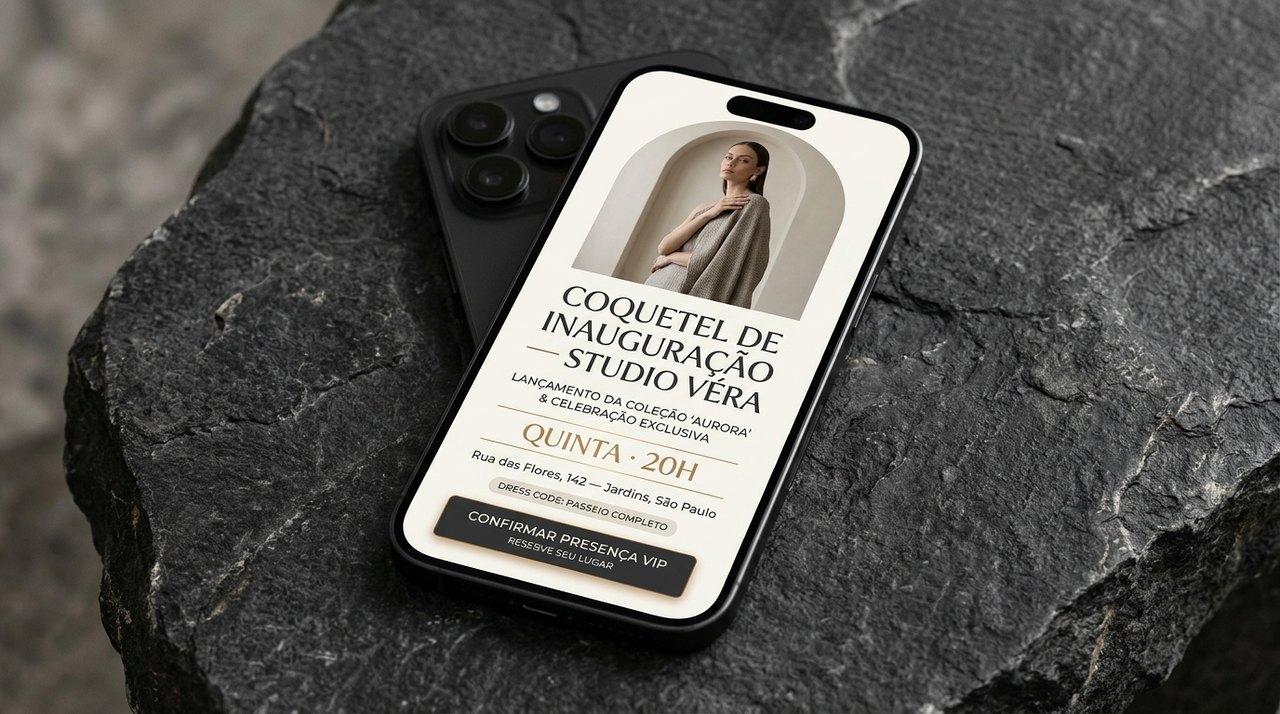 COQUETEL DE
INAUGURAÇÃO
STUDIO VÉRA
LANÇAMENTO DA COLEÇÃO 'AURORA'
& CELEBRAÇÃO EXCLUSIVA
QUINTA · 20H
Rua das Flores, 142 — Jardins, São Paulo
DRESS CODE: PASSEIO COMPLETO
CONFIRMAR PRESENÇA VIP
RESERVE SEU LUGAR